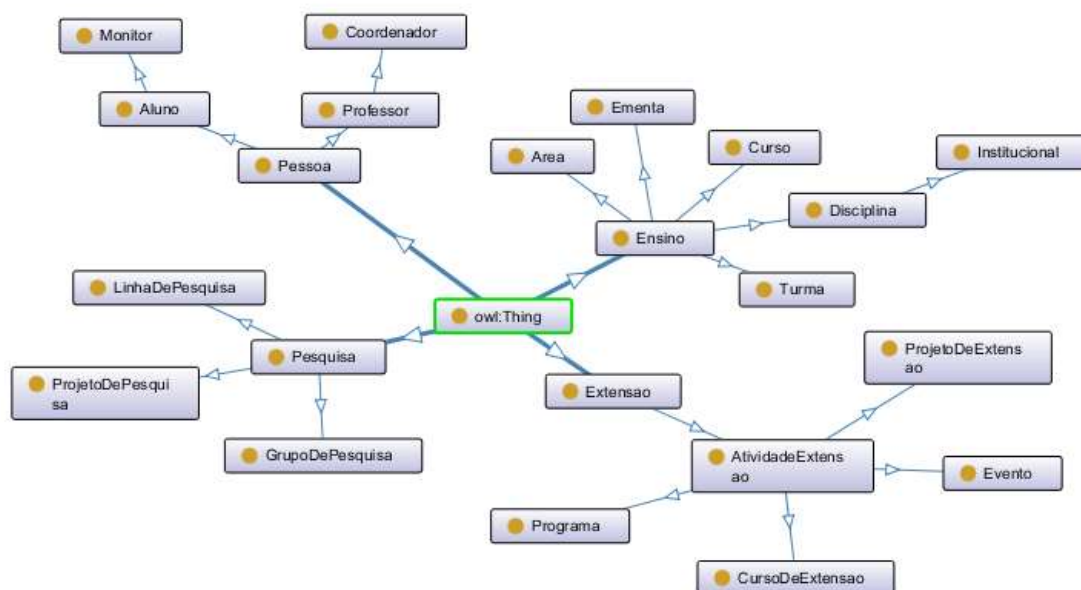 Monitor
Coordenador
Aluno
Professor
Pessoa
Ementa
Area
Curso
Institucional
Disciplina
Ensino
Turma
LinhaDePesquisa
owl:Thing
Pesquisa
ProjetoDePesqui
sa
GrupoDePesquisa
Extensao
ProjetoDeExtens
ao
AtividadeExtens
ao
Evento
Programa
CursoDeExtensao